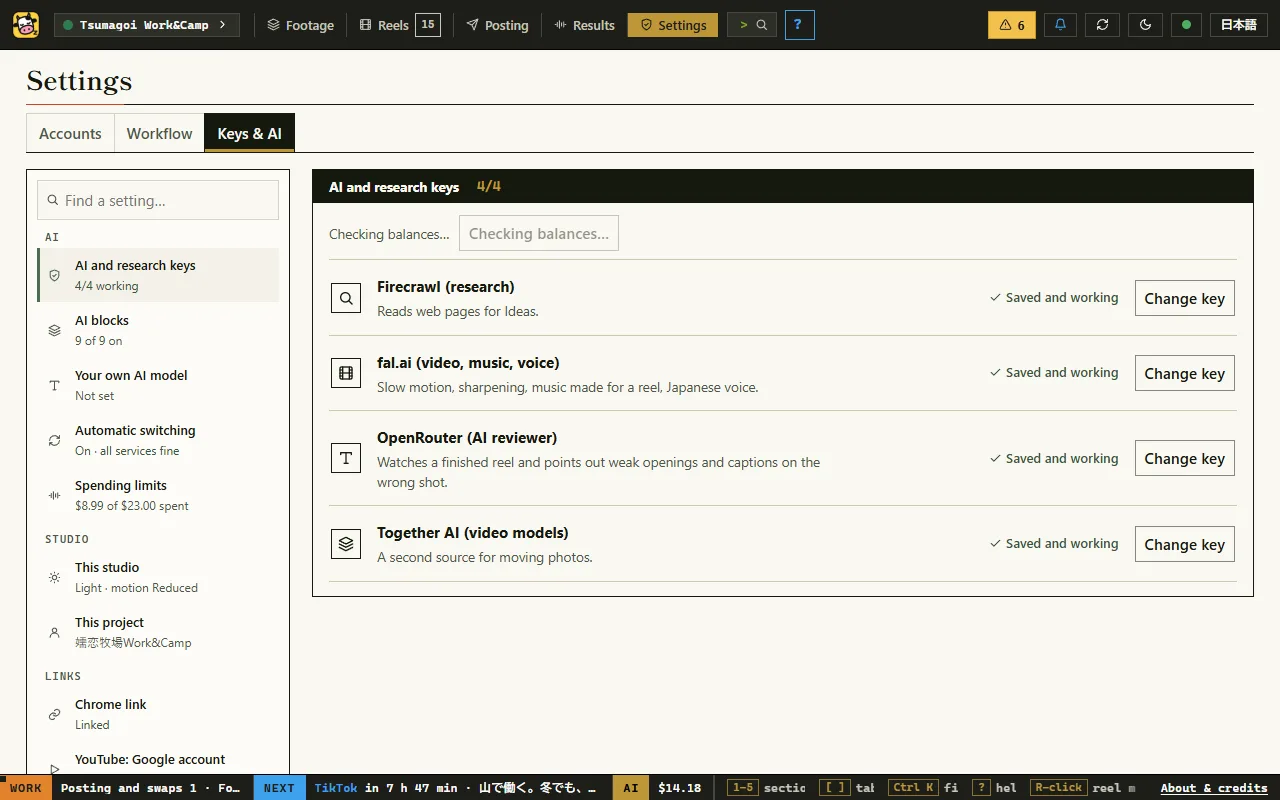 Tsumagoi Work&Camp
Footage
Reels 15
Posting
Results
Settings
>
?
6
日本語
Settings
Accounts
Workflow
Keys & AI
Find a setting...
AI
AI and research keys
4/4 working
AI blocks
9 of 9 on
Your own AI model
Not set
Automatic switching
On · all services fine
Spending limits
$8.99 of $23.00 spent
STUDIO
This studio
Light · motion Reduced
This project
嬬恋牧場Work&Camp
LINKS
Chrome link
Linked
YouTube: Google account
AI and research keys 4/4
Checking balances...
Checking balances...
Firecrawl (research)
Reads web pages for Ideas.
Saved and working
Change key
fal.ai (video, music, voice)
Slow motion, sharpening, music made for a reel, Japanese voice.
Saved and working
Change key
OpenRouter (AI reviewer)
Watches a finished reel and points out weak openings and captions on the
wrong shot.
Saved and working
Change key
Together AI (video models)
A second source for moving photos.
Saved and working
Change key
WORK Posting and swaps 1 · Fo…
NEXT TikTok in 7 h 47 min · 山で働く。冬でも、…
AI $14.18
1–5 sectio
[ ] tab
Ctrl K fi
? hel
R-click reel
About & credits